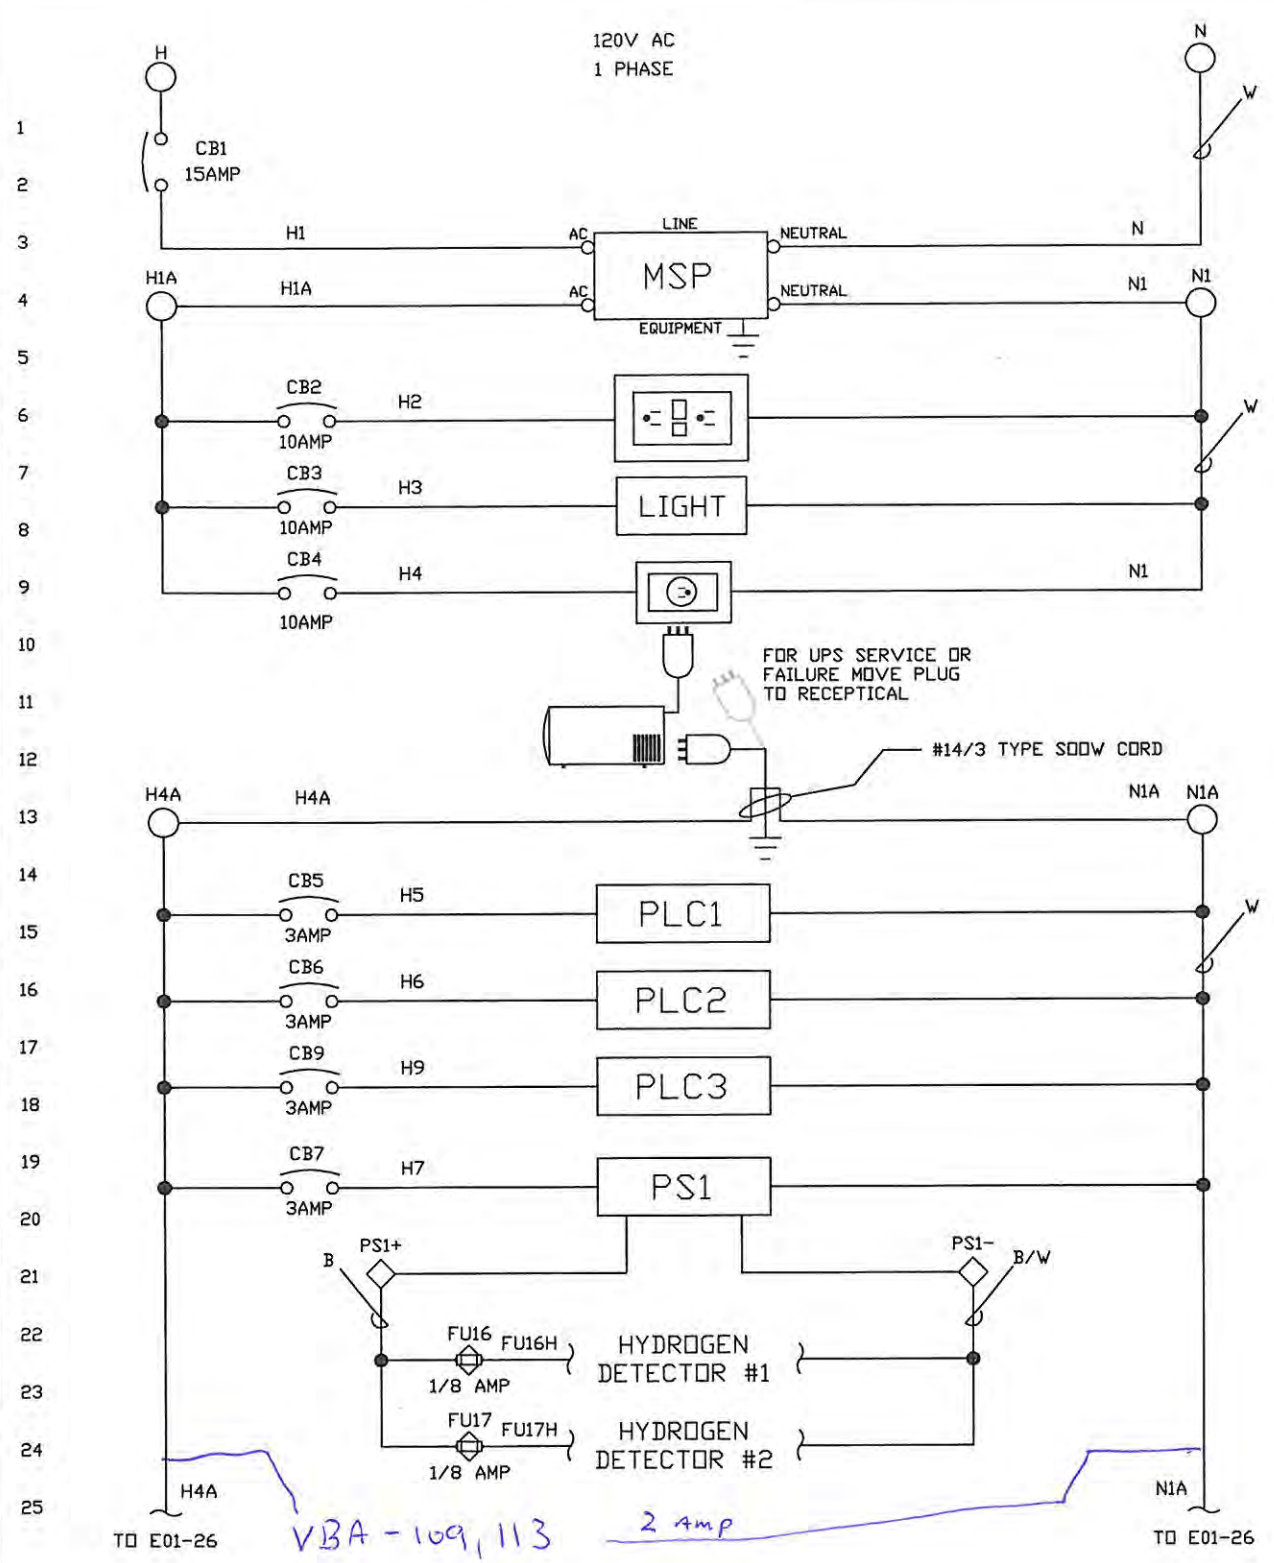 120V AC
1 PHASE
H
N
W
1
CB1
15AMP
2
3
H1
AC
LINE
NEUTRAL
N
MSP
H1A
H1A
4
AC
NEUTRAL
N1
N1
EQUIPMENT
5
CB2
6
H2
W
10AMP
7
CB3
H3
LIGHT
8
10AMP
CB4
9
H4
N1
10AMP
10
FOR UPS SERVICE OR
FAILURE MOVE PLUG
TO RECEPTICAL
11
12
#14/3 TYPE SOOW CORD
H4A
H4A
N1A
N1A
13
14
CB5
H5
PLC1
W
15
3AMP
CB6
16
H6
PLC2
3AMP
17
CB9
H9
PLC3
18
3AMP
19
CB7
H7
PS1
3AMP
20
PS1+
PS1-
B
B/W
21
22
FU16
FU16H
HYDROGEN
DETECTOR #1
1/8 AMP
23
FU17
FU17H
HYDROGEN
DETECTOR #2
24
1/8 AMP
H4A
N1A
25
VBA-109, 113
2 Amp
TO E01-26
TO E01-26